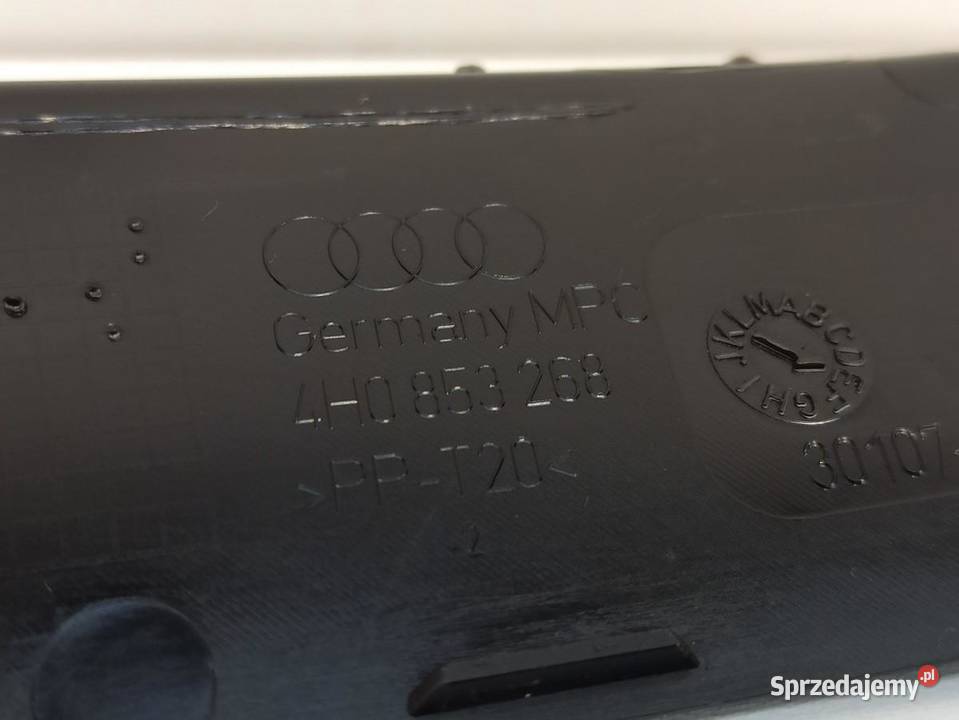 Germany MPC
4H0 853 268
>PP-T20<
JKLMABCDEFGHI
30107
Sprzedajemy.pl